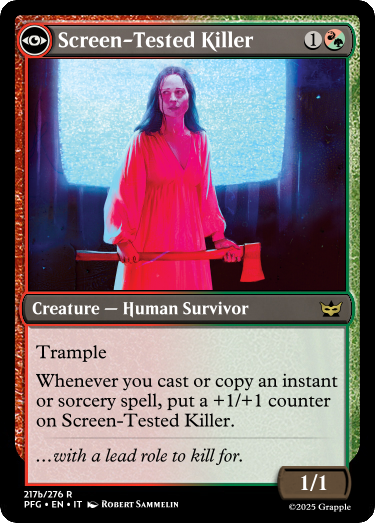 Screen-Tested Killer 1
Creature — Human Survivor
Trample
Whenever you cast or copy an instant
or sorcery spell, put a +1/+1 counter
on Screen-Tested Killer.
...with a lead role to kill for.
1/1
217b/276 R
PFG • EN • IT Robert Sammelin
©2025 Grapple